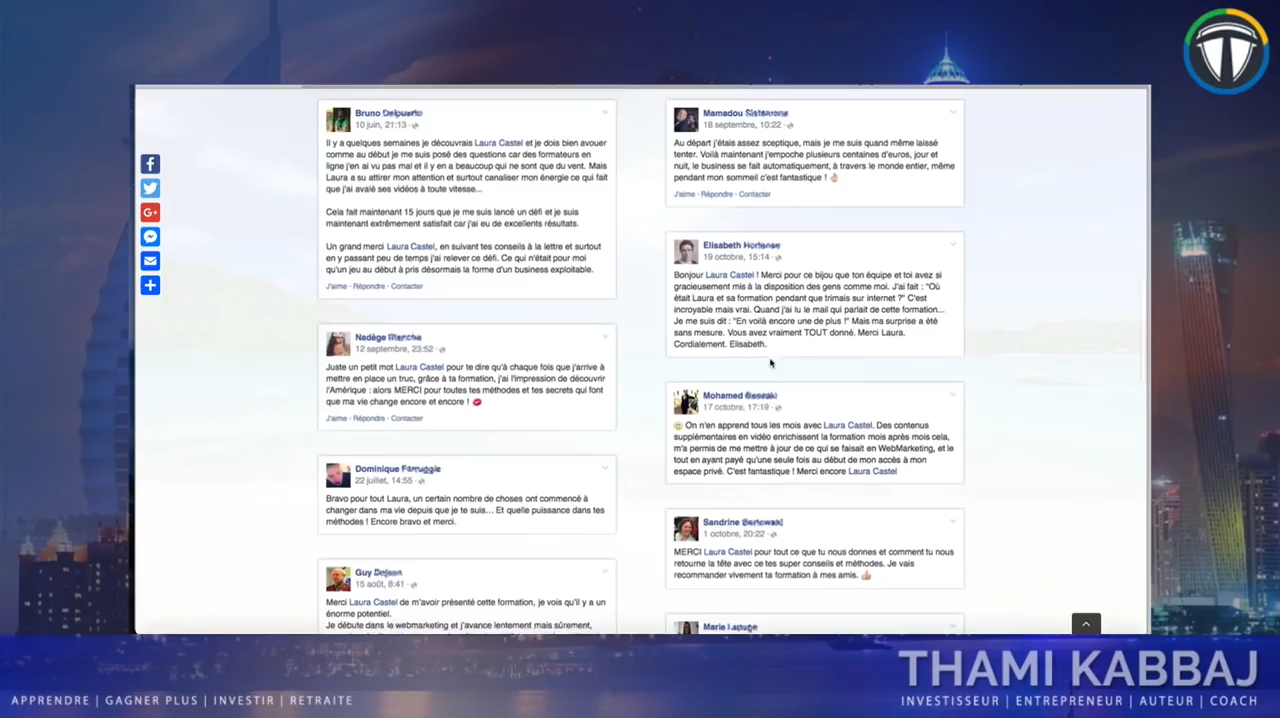 Bruno
10 juin, 21:13 ·
Il y a quelques semaines je découvrais Laura Castel et je dois bien avouer
comme au début je me suis posé des questions car des formateurs en
ligne j'en ai vu pas mal et il y en a beaucoup qui ne sont que du vent. Mais
Laura a su attirer mon attention et surtout canaliser mon énergie ce qui fait
que j'ai avalé ses vidéos à toute vitesse...
Cela fait maintenant 15 jours que je me suis lancé un défi et je suis
maintenant extrêmement satisfait car j'ai eu de excellents résultats.
Un grand merci Laura Castel, en suivant tes conseils à la lettre et surtout
en y passant peu de temps j'ai relever ce défi. Ce qui n'était pour moi
qu'un jeu au début à pris désormais la forme d'un business exploitable.
J'aime · Répondre · Contacter
Nadège
12 septembre, 23:52 ·
Juste un petit mot Laura Castel pour te dire qu'à chaque fois que j'arrive à
mettre en place un truc, grâce à ta formation, j'ai l'impression de découvrir
l'Amérique : alors MERCI pour toutes tes méthodes et tes secrets qui font
que ma vie change encore et encore !
J'aime · Répondre · Contacter
Dominique
22 juillet, 14:55 ·
Bravo pour tout Laura, un certain nombre de choses ont commencé à
changer dans ma vie depuis que je te suis... Et quelle puissance dans tes
méthodes ! Encore bravo et merci.
Guy
15 août, 8:41 ·
Merci Laura Castel de m'avoir présenté cette formation, je vois qu'il y a un
énorme potentiel.
Je débute dans le webmarketing et j'avance lentement mais sûrement,
Mamadou
18 septembre, 10:22 ·
Au départ j'étais assez sceptique, mais je me suis quand même laissé
tenter. Voilà maintenant j'empoche plusieurs centaines d'euros, jour et
nuit, le business se fait automatiquement, à travers le monde entier, même
pendant mon sommeil c'est fantastique !
J'aime · Répondre · Contacter
Elisabeth
19 octobre, 15:14 ·
Bonjour Laura Castel ! Merci pour ce bijou que ton équipe et toi avez si
gracieusement mis à la disposition des gens comme moi. J'ai fait : "Où
était Laura et sa formation pendant que trimais sur internet ?" C'est
incroyable mais vrai. Quand j'ai lu le mail qui parlait de cette formation...
Je me suis dit : "En voilà encore une de plus !" Mais ma surprise a été
sans mesure. Vous avez vraiment TOUT donné. Merci Laura.
Cordialement. Elisabeth.
Mohamed
17 octobre, 17:19 ·
On n'en apprend tous les mois avec Laura Castel. Des contenus
supplémentaires en vidéo enrichissent la formation mois après mois cela,
m'a permis de me mettre à jour de ce qui se faisait en WebMarketing, et le
tout en ayant payé qu'une seule fois au début de mon accès à mon
espace privé. C'est fantastique ! Merci encore Laura Castel
Sandrine
1 octobre, 20:22 ·
MERCI Laura Castel pour tout ce que tu nous donnes et comment tu nous
retourne la tête avec ce tes super conseils et méthodes. Je vais
recommander vivement ta formation à mes amis.
Marie
THAMI KABBAJ
APPRENDRE | GAGNER PLUS | INVESTIR | RETRAITE
INVESTISSEUR | ENTREPRENEUR | AUTEUR | COACH